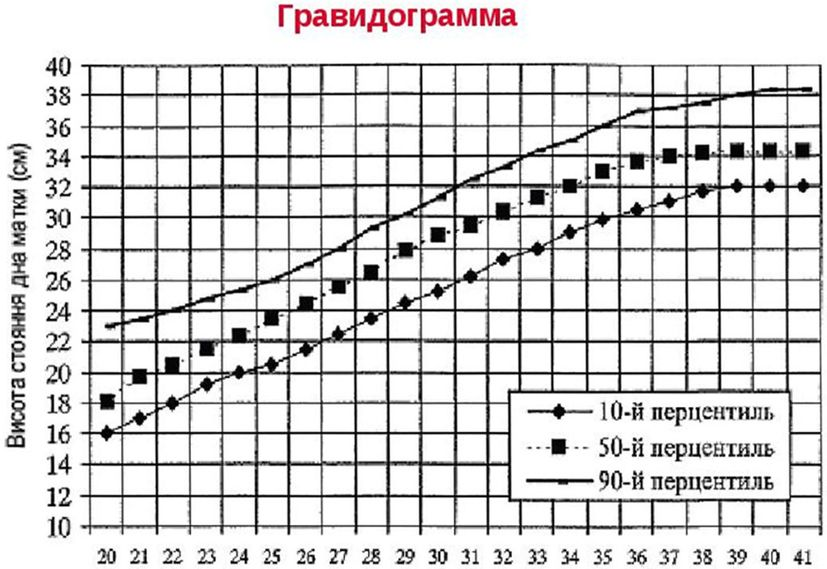 Гравидограмма
Висота стояння дна матки (см)
40
38
36
34
32
30
28
26
24
22
20
18
16
14
12
10
10-й перцентиль
50-й перцентиль
90-й перцентиль
20 21 22 23 24 25 26 27 28 29 30 31 32 33 34 35 36 37 38 39 40 41